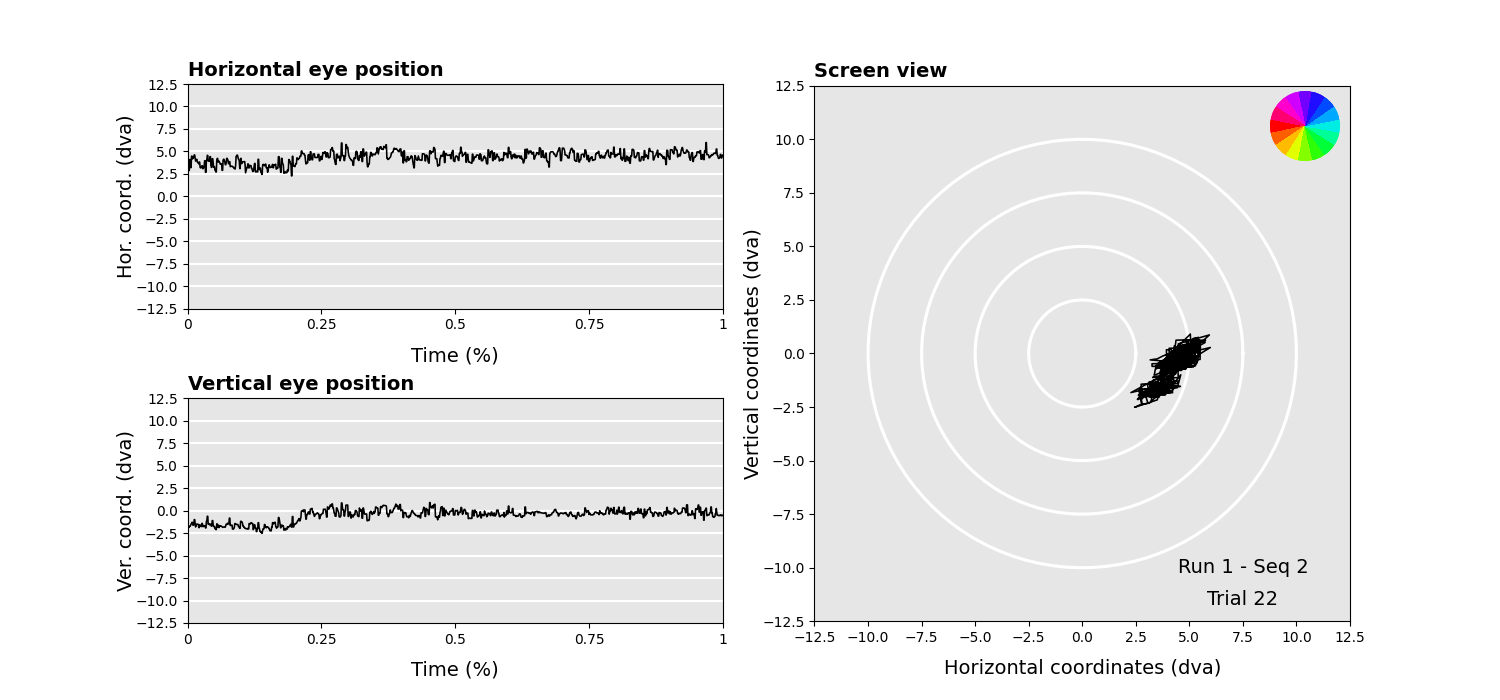 Horizontal eye position
12.5
10.0
7.5
5.0
2.5
0.0
−2.5
−5.0
−7.5
−10.0
−12.5
Hor. coord. (dva)
0 0.25 0.5 0.75 1
Time (%)
Vertical eye position
12.5
10.0
7.5
5.0
2.5
0.0
−2.5
−5.0
−7.5
−10.0
−12.5
Ver. coord. (dva)
0 0.25 0.5 0.75 1
Time (%)
Screen view
12.5
10.0
7.5
5.0
2.5
0.0
−2.5
−5.0
−7.5
−10.0
−12.5
Vertical coordinates (dva)
Run 1 - Seq 2
Trial 22
−12.5 −10.0 −7.5 −5.0 −2.5 0.0 2.5 5.0 7.5 10.0 12.5
Horizontal coordinates (dva)